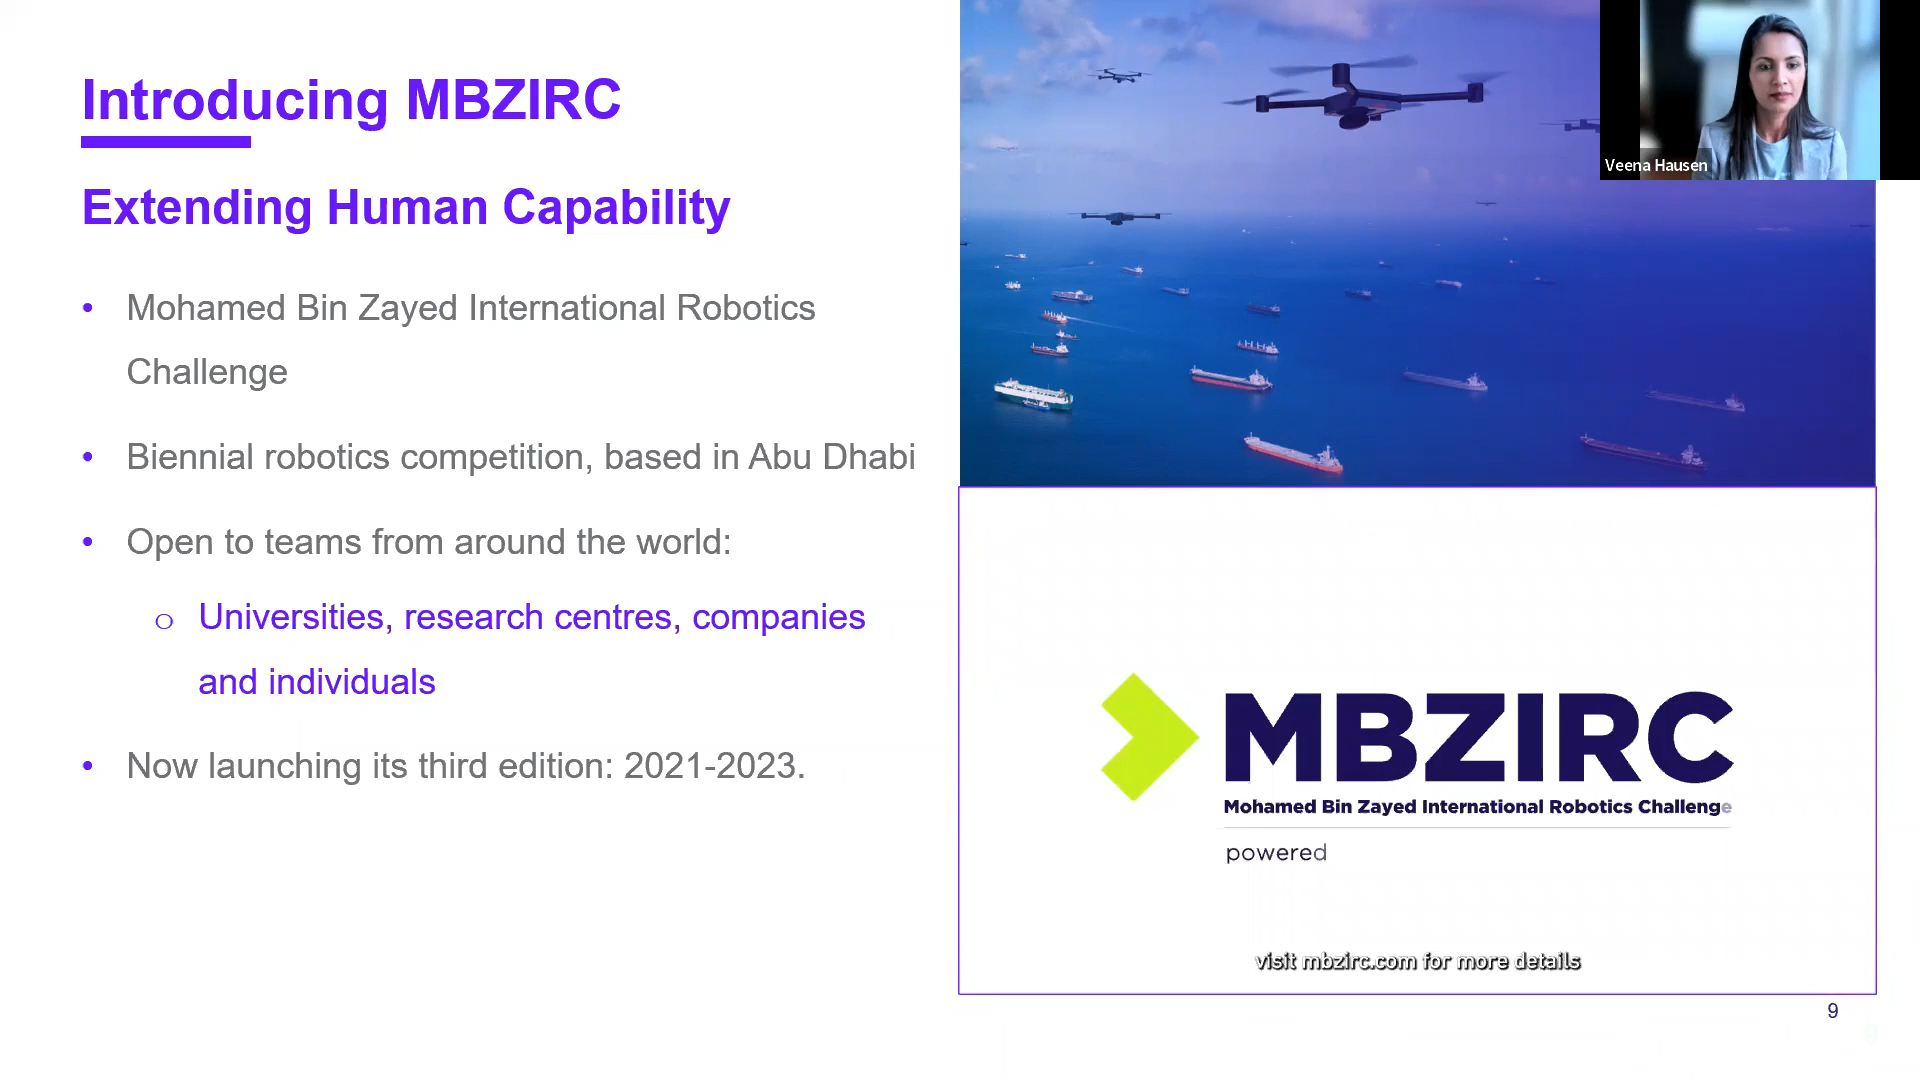 Introducing MBZIRC
Extending Human Capability
• Mohamed Bin Zayed International Robotics
Challenge
• Biennial robotics competition, based in Abu Dhabi
• Open to teams from around the world:
o Universities, research centres, companies
and individuals
• Now launching its third edition: 2021-2023.
Veena Hausen
MBZIRC
Mohamed Bin Zayed International Robotics Challenge
powered
visit mbzirc.com for more details
9